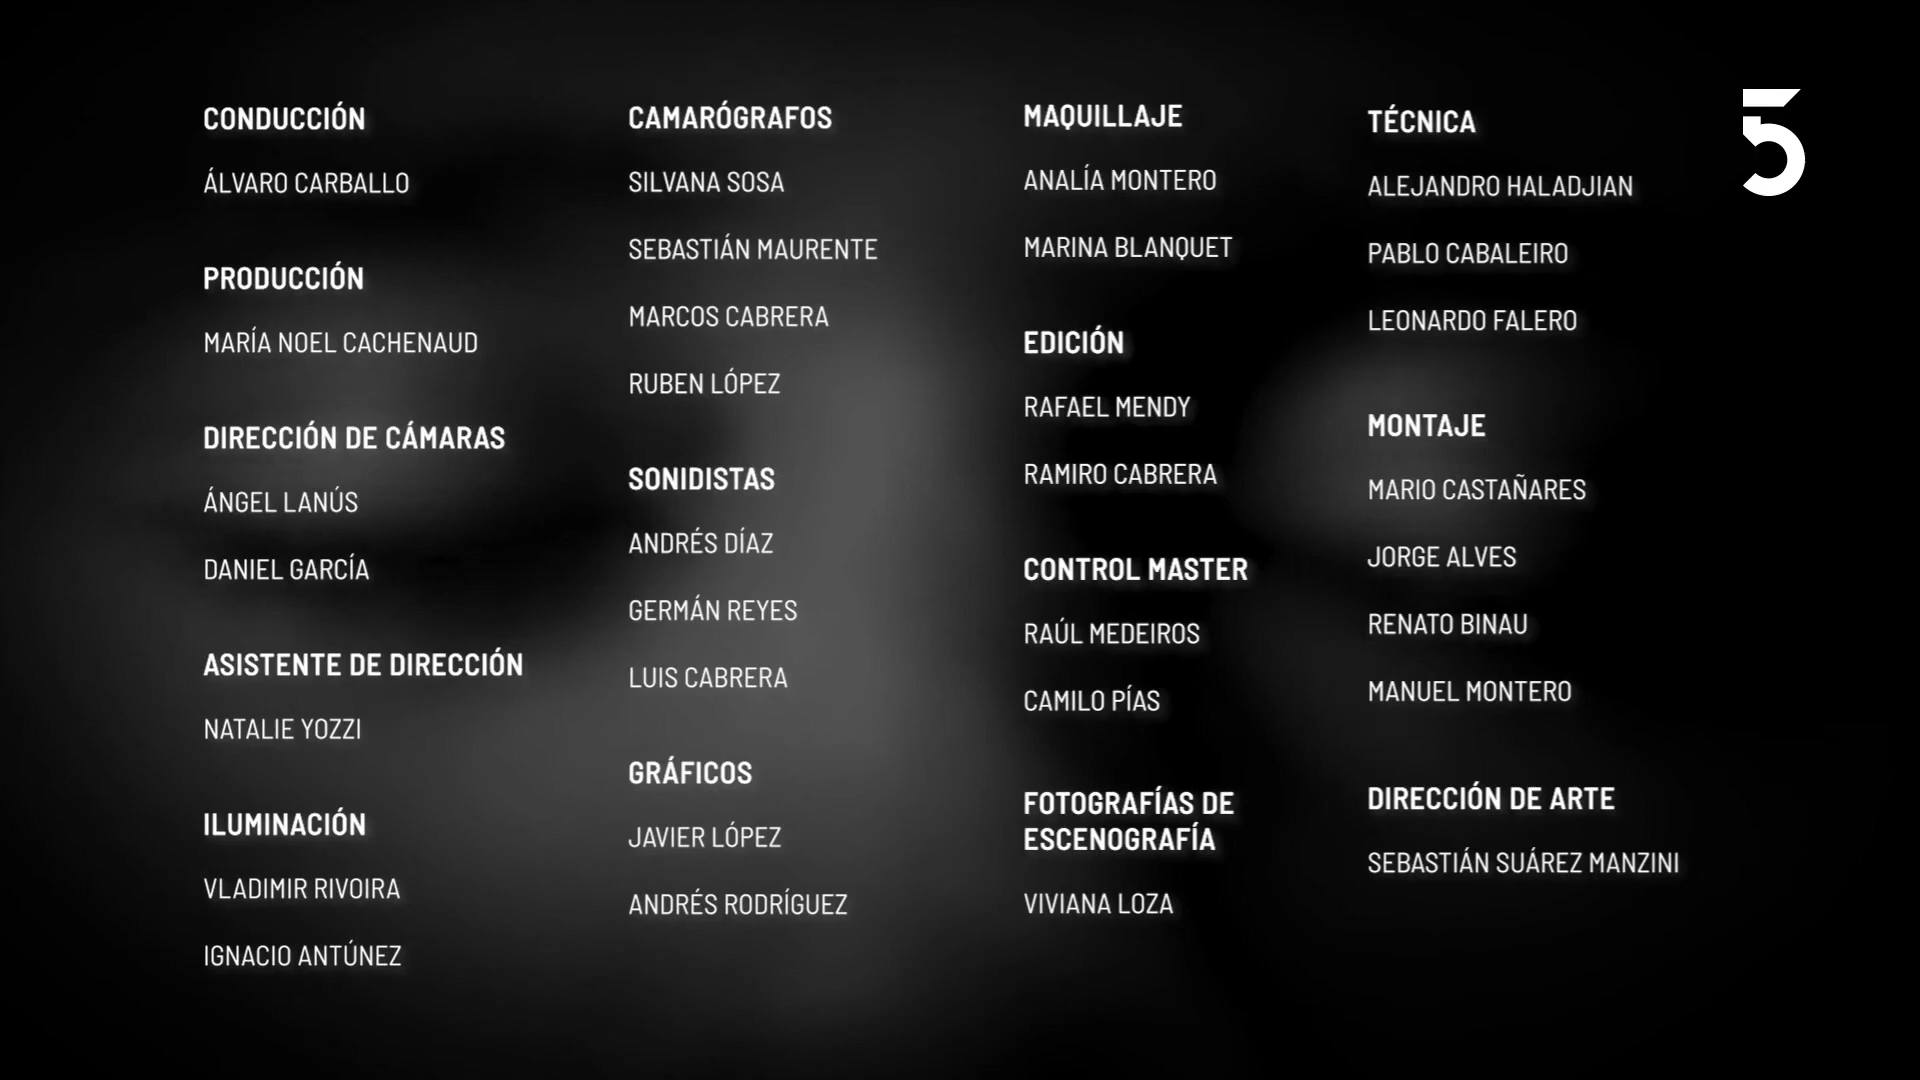 CONDUCCIÓN
ÁLVARO CARBALLO
PRODUCCIÓN
MARÍA NOEL CACHENAUD
DIRECCIÓN DE CÁMARAS
ÁNGEL LANÚS
DANIEL GARCÍA
ASISTENTE DE DIRECCIÓN
NATALIE YOZZI
ILUMINACIÓN
VLADIMIR RIVOIRA
IGNACIO ANTÚNEZ
CAMARÓGRAFOS
SILVANA SOSA
SEBASTIÁN MAURENTE
MARCOS CABRERA
RUBEN LÓPEZ
SONIDISTAS
ANDRÉS DÍAZ
GERMÁN REYES
LUIS CABRERA
GRÁFICOS
JAVIER LÓPEZ
ANDRÉS RODRÍGUEZ
MAQUILLAJE
ANALÍA MONTERO
MARINA BLANQUET
EDICIÓN
RAFAEL MENDY
RAMIRO CABRERA
CONTROL MASTER
RAÚL MEDEIROS
CAMILO PÍAS
FOTOGRAFÍAS DE
ESCENOGRAFÍA
VIVIANA LOZA
TÉCNICA
ALEJANDRO HALADJIAN
PABLO CABALEIRO
LEONARDO FALERO
MONTAJE
MARIO CASTAÑARES
JORGE ALVES
RENATO BINAU
MANUEL MONTERO
DIRECCIÓN DE ARTE
SEBASTIÁN SUÁREZ MANZINI
5